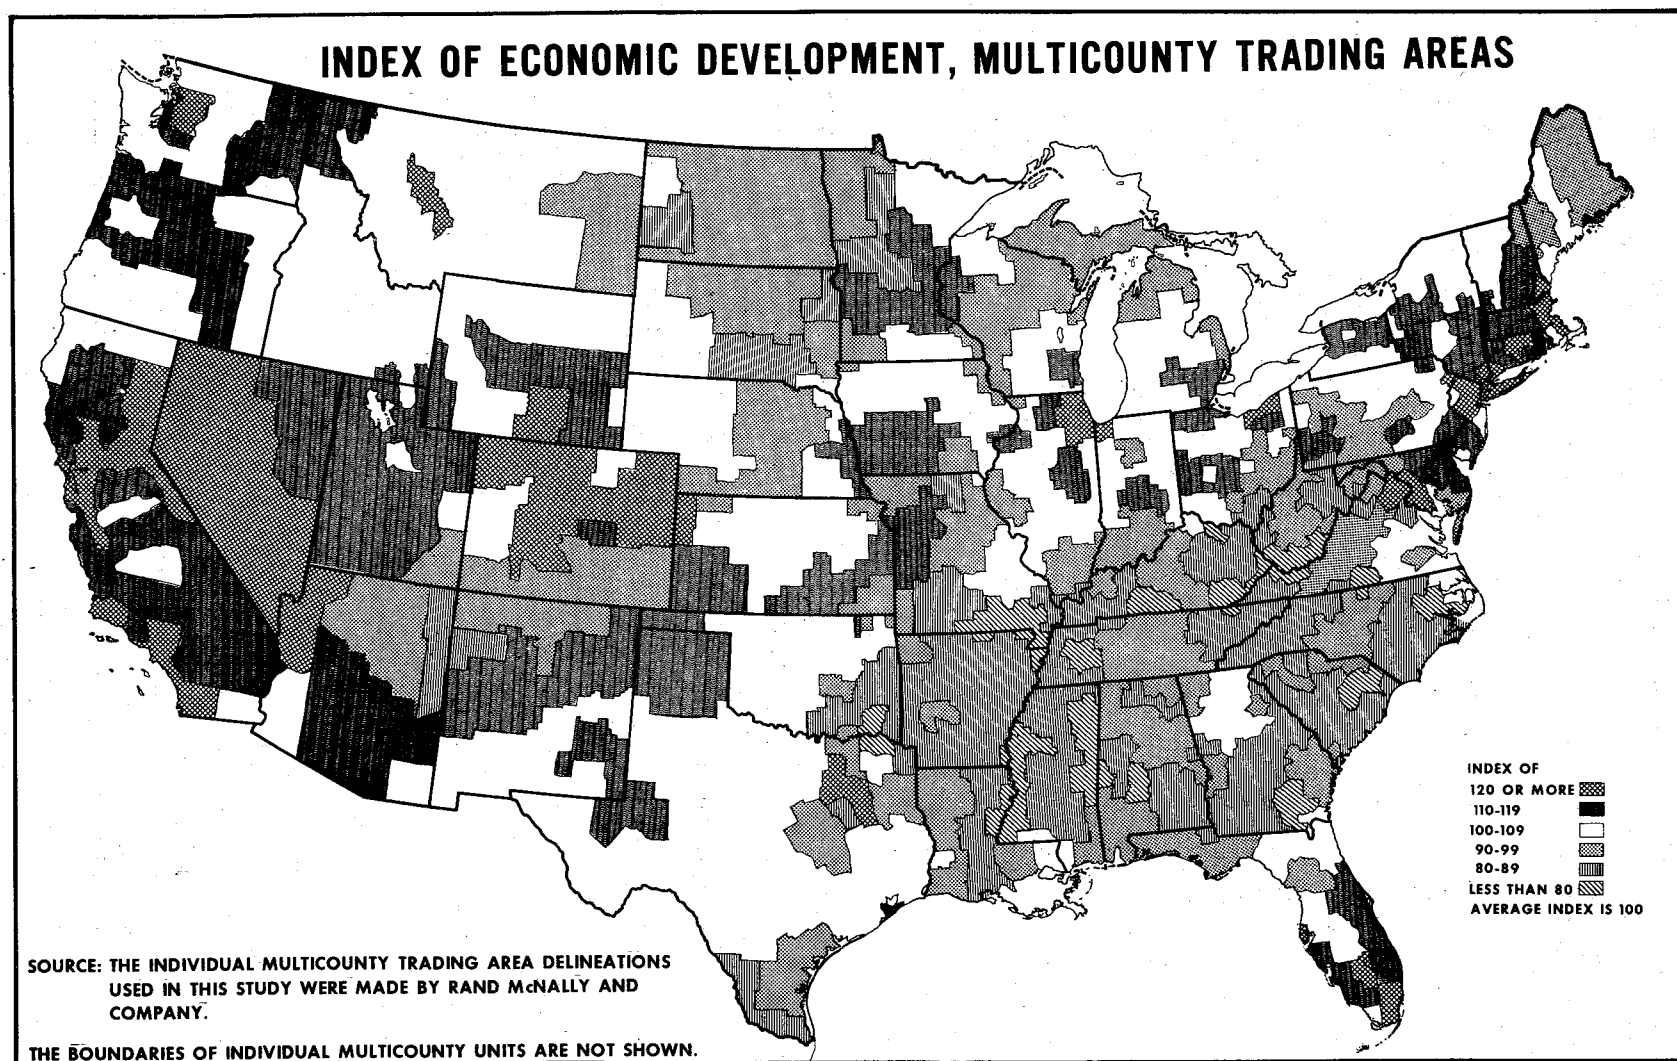 INDEX OF ECONOMIC DEVELOPMENT, MULTICOUNTY TRADING AREAS
INDEX OF
120 OR MORE
110-119
100-109
90-99
80-89
LESS THAN 80
AVERAGE INDEX IS 100
SOURCE: THE INDIVIDUAL MULTICOUNTY TRADING AREA DELINEATIONS
USED IN THIS STUDY WERE MADE BY RAND McNALLY AND
COMPANY.
THE BOUNDARIES OF INDIVIDUAL MULTICOUNTY UNITS ARE NOT SHOWN.